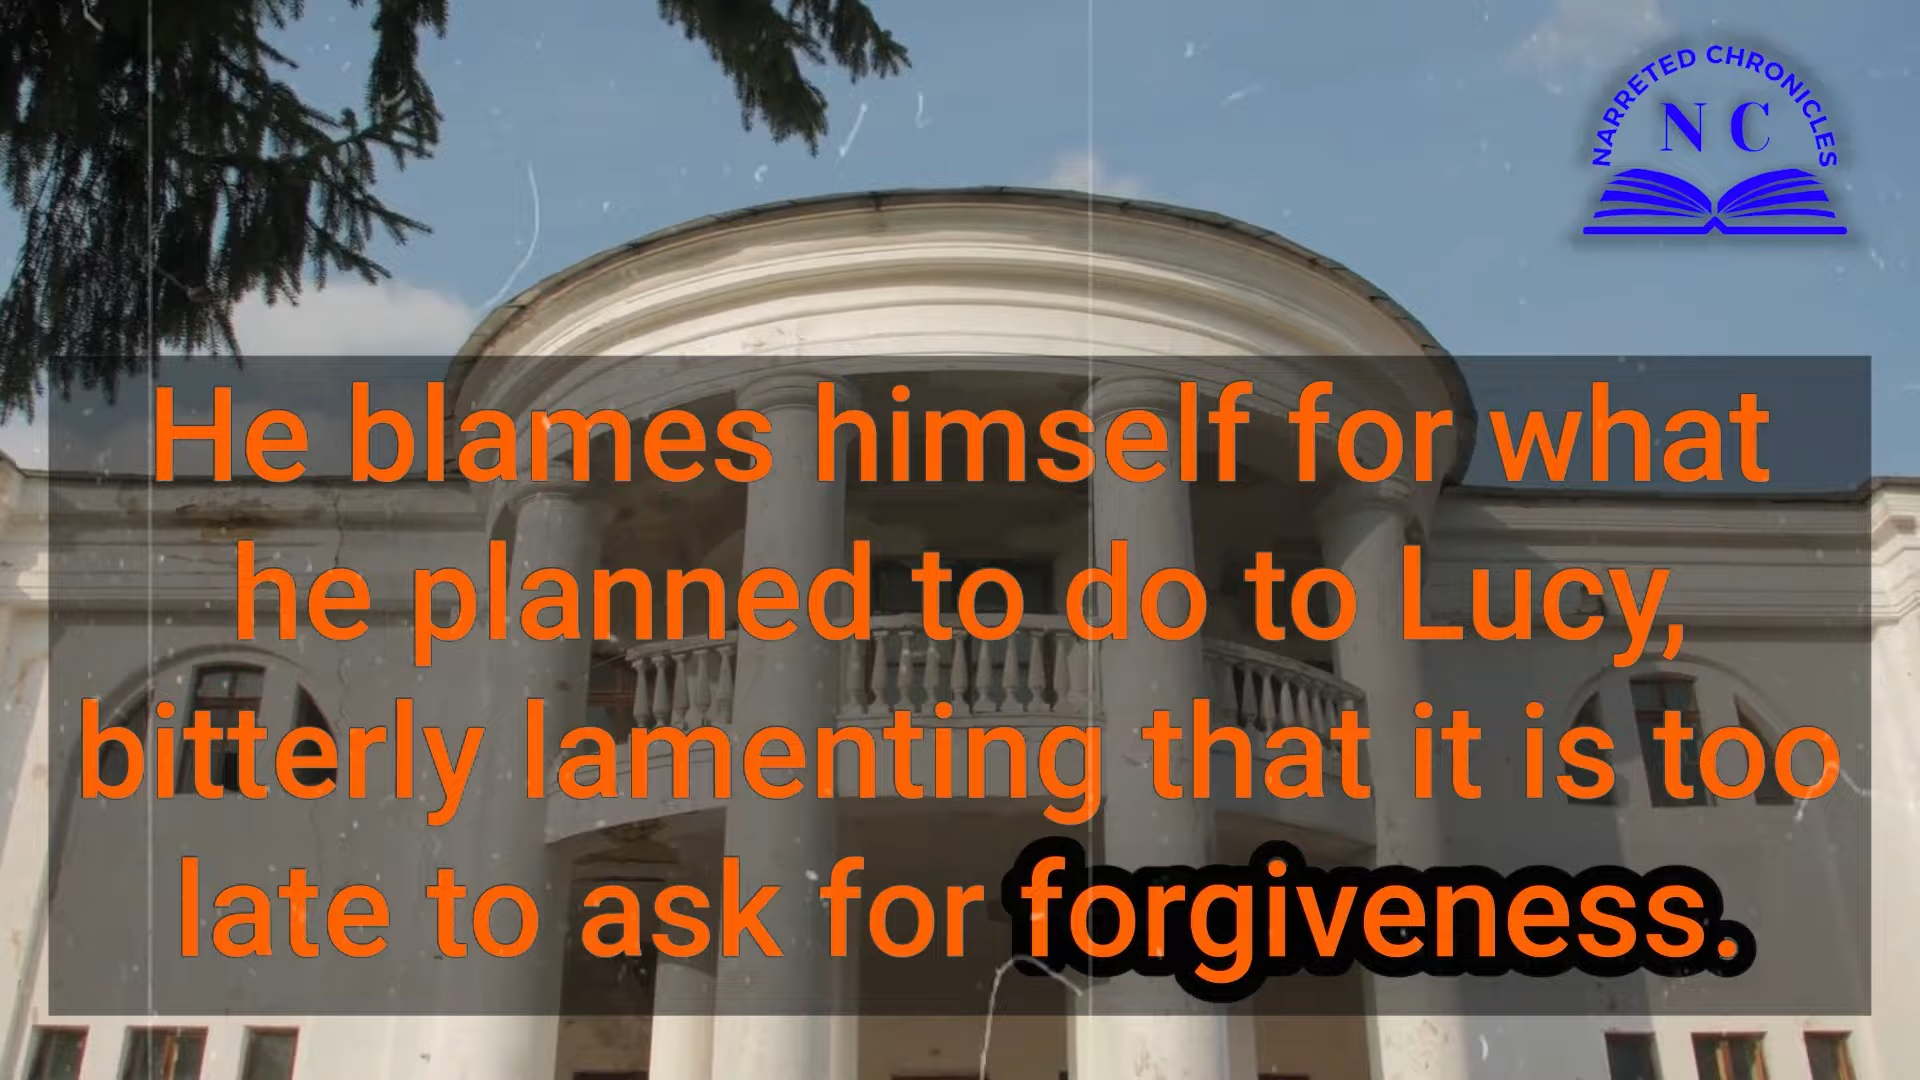 NARRETED CHRONICLES
N C
He blames himself for what
he planned to do to Lucy,
bitterly lamenting that it is too
late to ask for forgiveness.